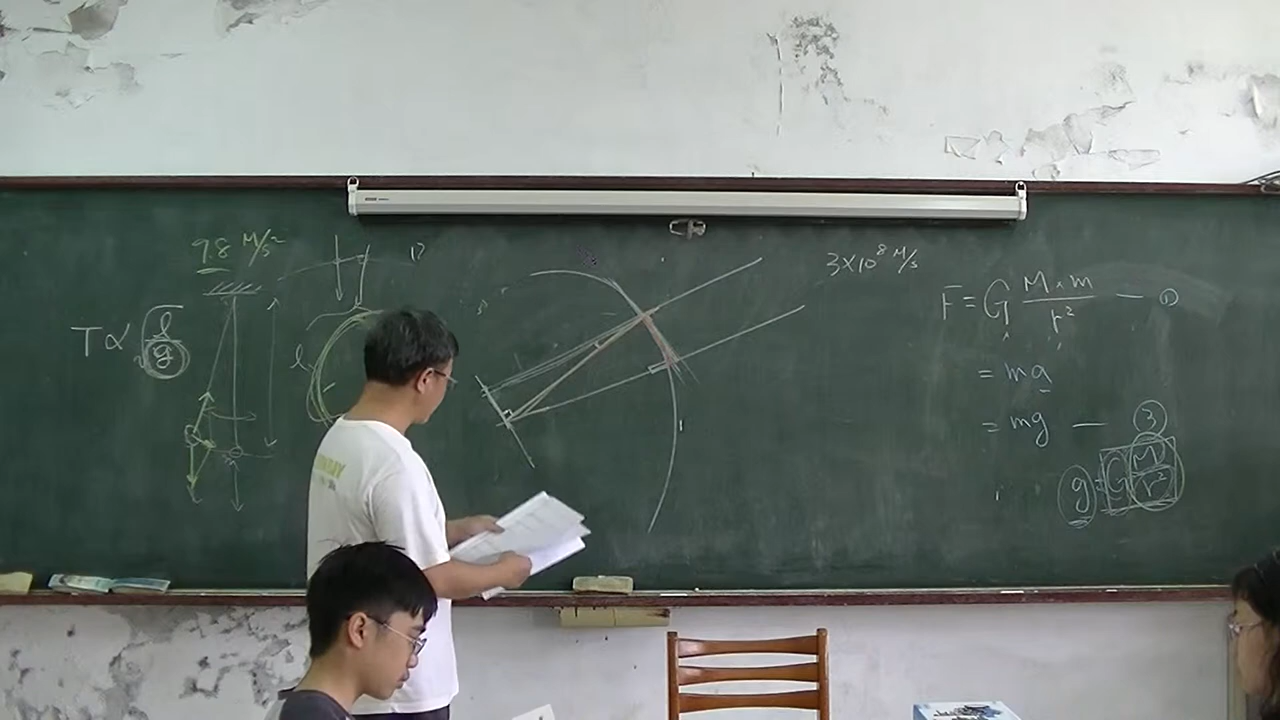 9.8 M/s²
T∝√l/g
l
3×10⁸ M/s
F = G M·m/r² — ①
= ma
= mg — ③
g = G M/r²